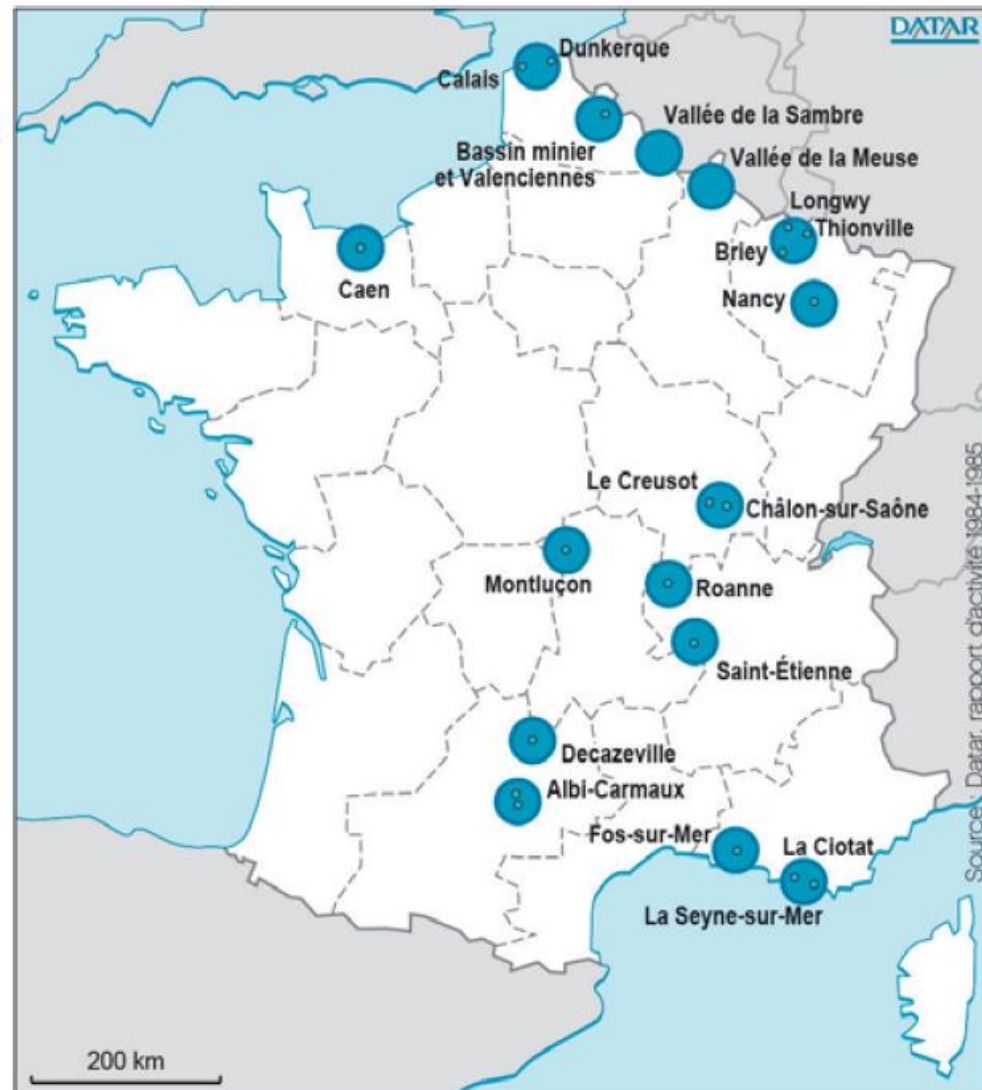 DATAR
Dunkerque
Calais
Vallée de la Sambre
Bassin minier
et Valenciennes
Vallée de la Meuse
Longwy
Thionville
Briey
Nancy
Caen
Le Creusot
Châlon-sur-Saône
Montluçon
Roanne
Saint-Étienne
Decazeville
Albi-Carmaux
Fos-sur-Mer
La Ciotat
La Seyne-sur-Mer
200 km
Source : Datar, rapport d'activité 1984-1985